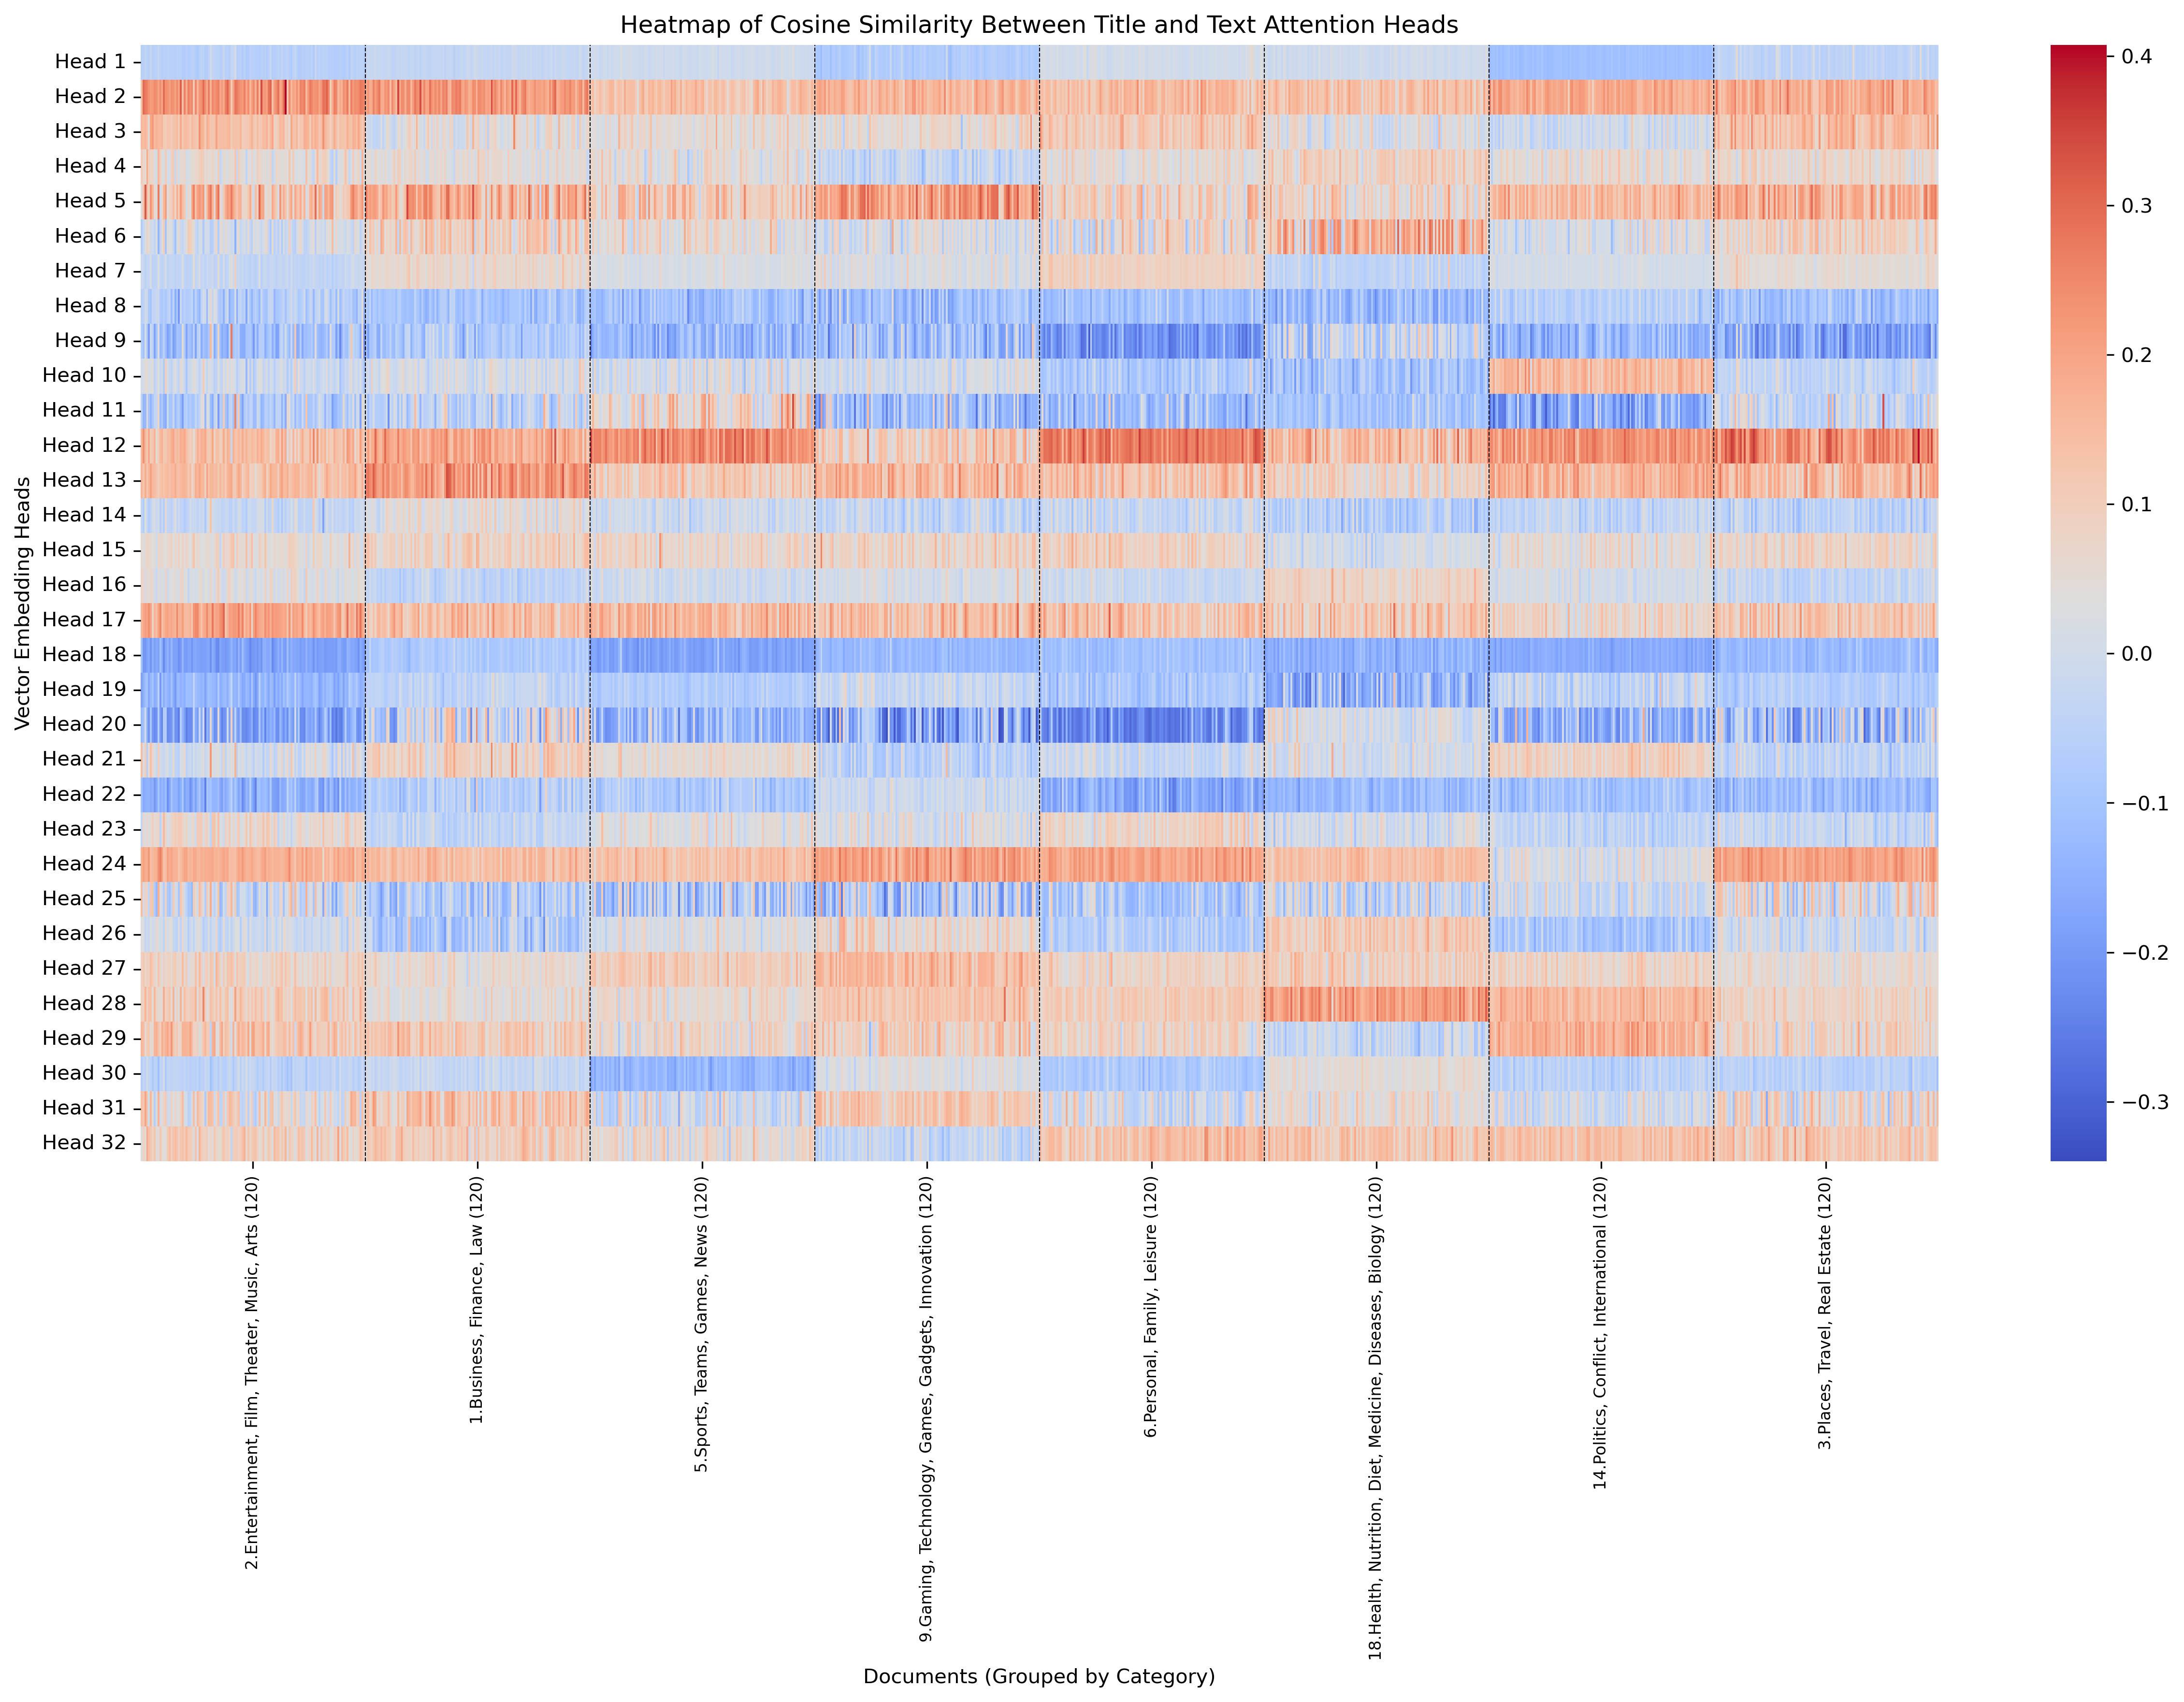 Heatmap of Cosine Similarity Between Title and Text Attention Heads
Vector Embedding Heads
Head 1
Head 2
Head 3
Head 4
Head 5
Head 6
Head 7
Head 8
Head 9
Head 10
Head 11
Head 12
Head 13
Head 14
Head 15
Head 16
Head 17
Head 18
Head 19
Head 20
Head 21
Head 22
Head 23
Head 24
Head 25
Head 26
Head 27
Head 28
Head 29
Head 30
Head 31
Head 32
2.Entertainment, Film, Theater, Music, Arts (120)
1.Business, Finance, Law (120)
5.Sports, Teams, Games, News (120)
9.Gaming, Technology, Games, Gadgets, Innovation (120)
6.Personal, Family, Leisure (120)
18.Health, Nutrition, Diet, Medicine, Diseases, Biology (120)
14.Politics, Conflict, International (120)
3.Places, Travel, Real Estate (120)
Documents (Grouped by Category)
0.4
0.3
0.2
0.1
0.0
−0.1
−0.2
−0.3